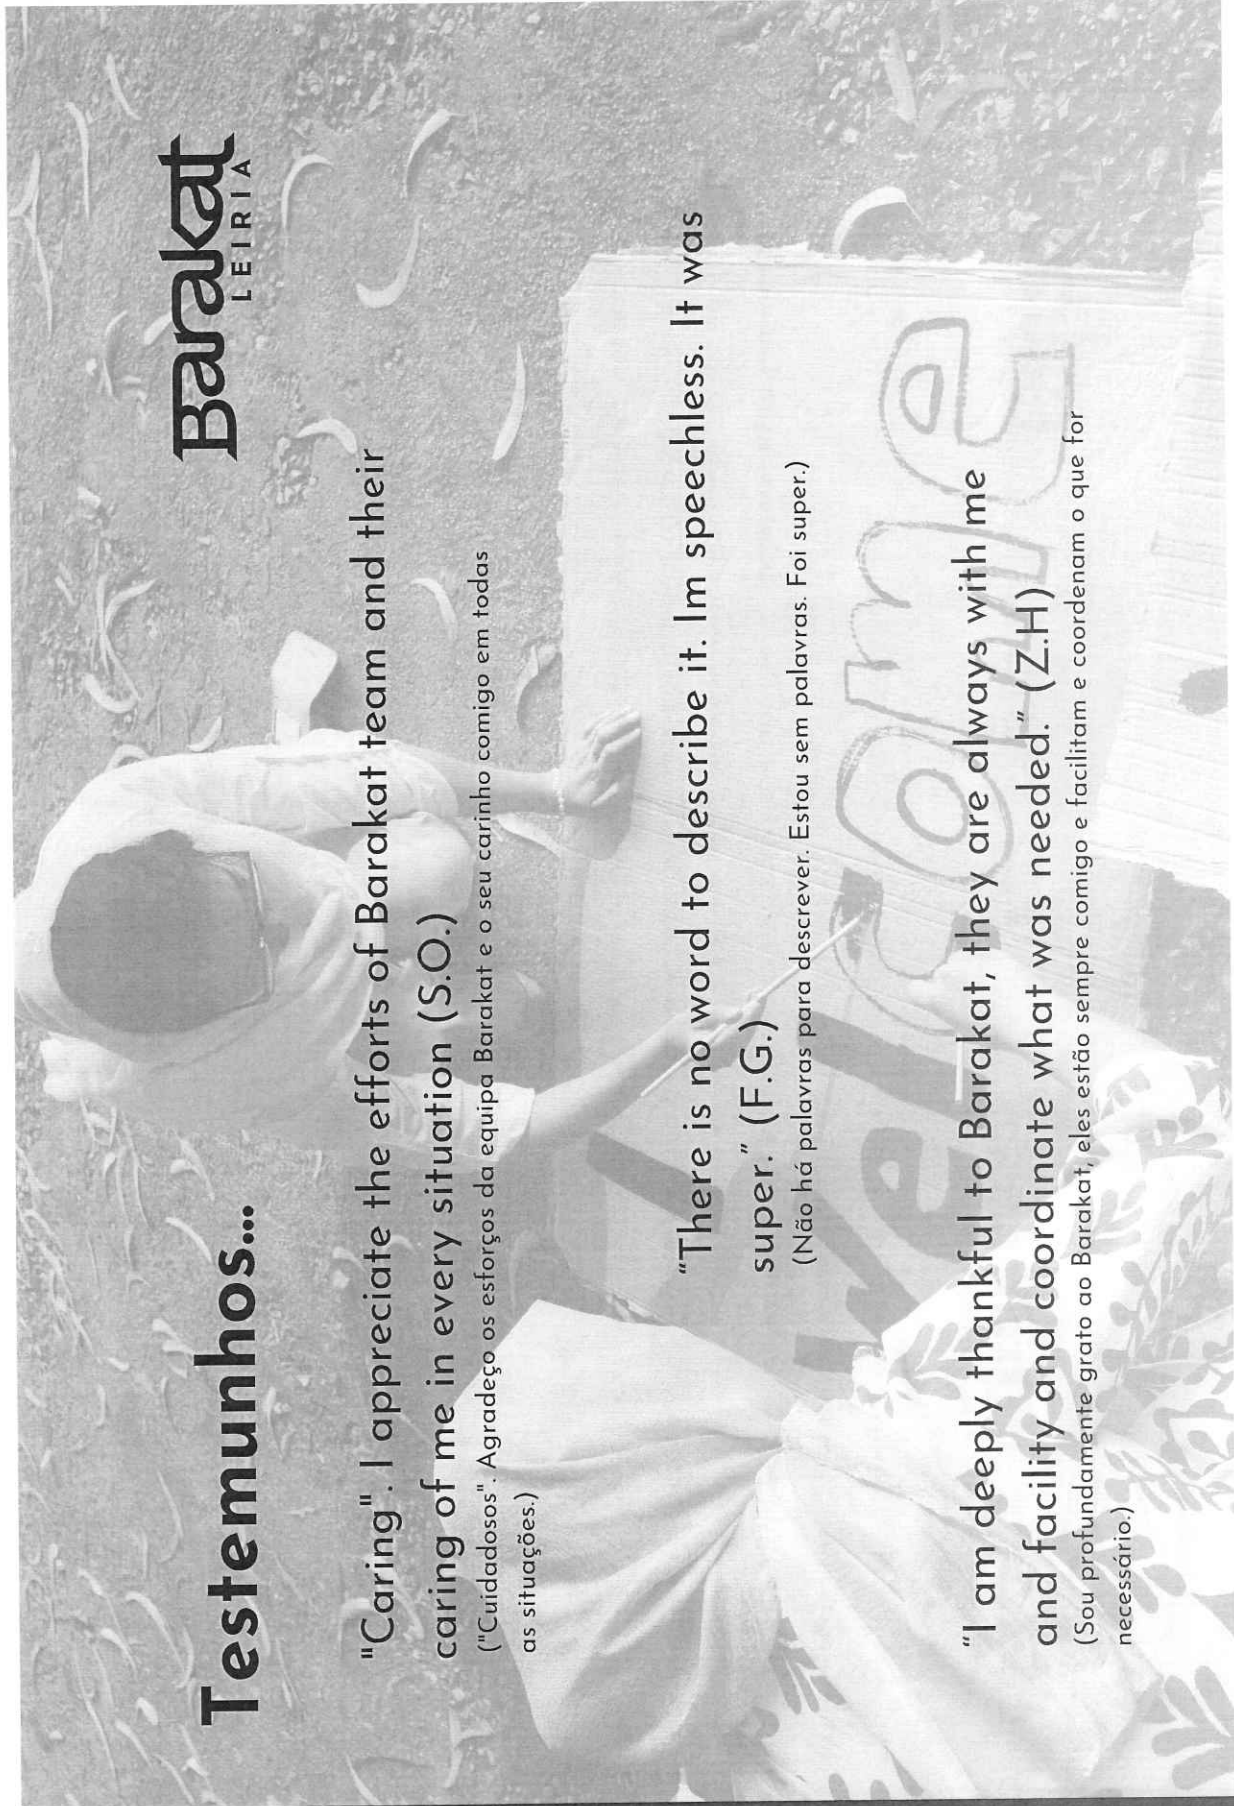 Testemunhos...
Barakat
LEIRIA
"Caring". I appreciate the efforts of Barakat team and their
caring of me in every situation (S.O.)
("Cuidadosos". Agradeço os esforços da equipa Barakat e o seu carinho comigo em todas
as situações.)
“There is no word to describe it. Im speechless. It was
super.” (F.G.)
(Não há palavras para descrever. Estou sem palavras. Foi super.)
“I am deeply thankful to Barakat, they are always with me
and facility and coordinate what was needed.” (Z.H)
(Sou profundamente grato ao Barakat, eles estão sempre comigo e facilitam e coordenam o que for
necessário.)
Welcome